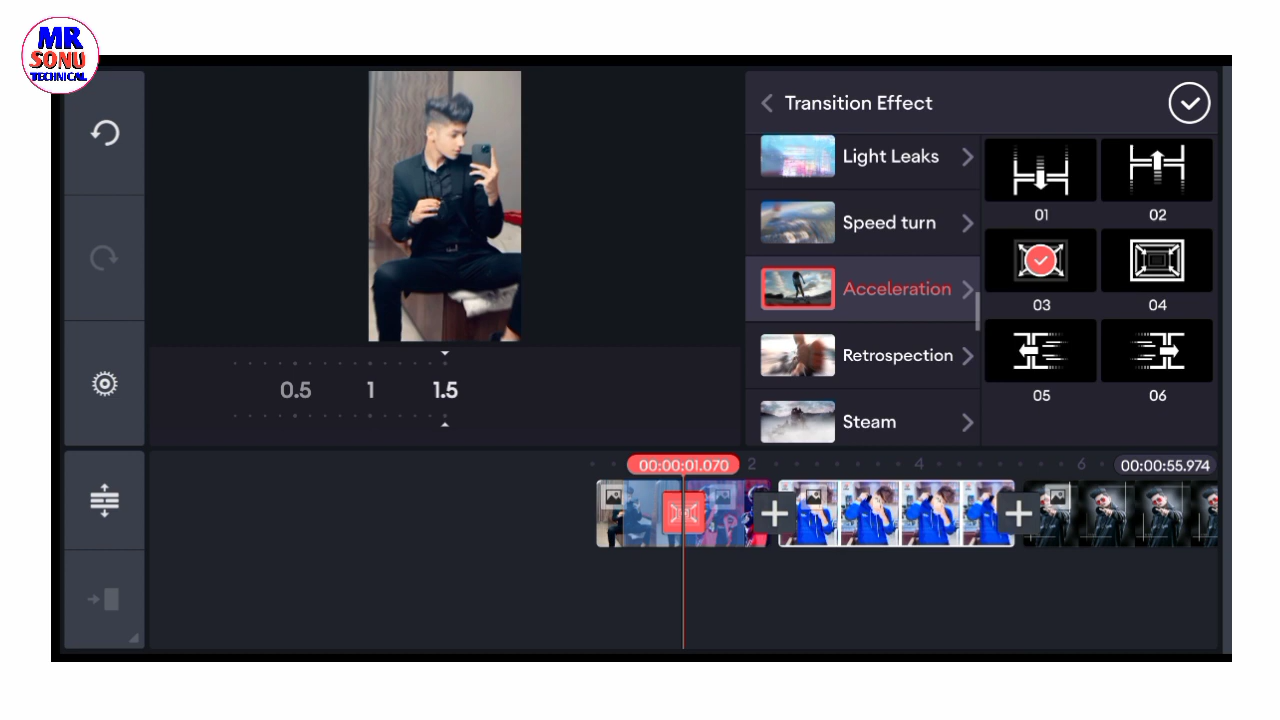 MR
SONU
TECHNICAL
Transition Effect
Light Leaks
Speed turn
Acceleration
Retrospection
Steam
01
02
03
04
05
06
0.5 1 1.5
00:00:01.070 2 4 6 00:00:55.974